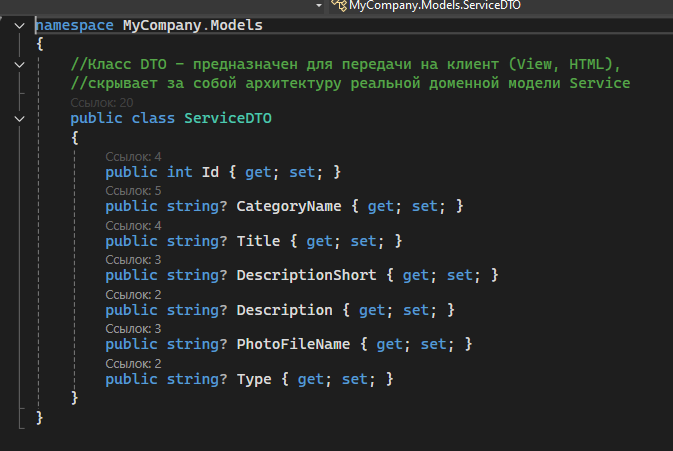 MyCompany.Models.ServiceDTO
namespace MyCompany.Models
{
//Класс DTO - предназначен для передачи на клиент (View, HTML),
//скрывает за собой архитектуру реальной доменной модели Service
Ссылок: 20
public class ServiceDTO
{
Ссылок: 4
public int Id { get; set; }
Ссылок: 5
public string? CategoryName { get; set; }
Ссылок: 4
public string? Title { get; set; }
Ссылок: 3
public string? DescriptionShort { get; set; }
Ссылок: 2
public string? Description { get; set; }
Ссылок: 3
public string? PhotoFileName { get; set; }
Ссылок: 2
public string? Type { get; set; }
}
}